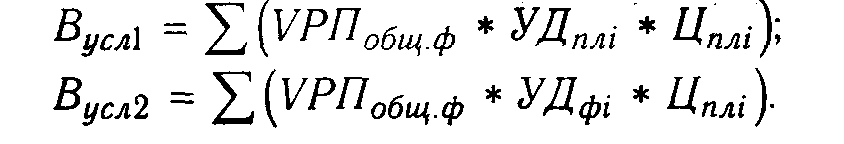 В_усл1 = ∑(VРП_общ.ф * УД_плi * Ц_плi);
В_усл2 = ∑(VРП_общ.ф * УД_фi * Ц_плi).